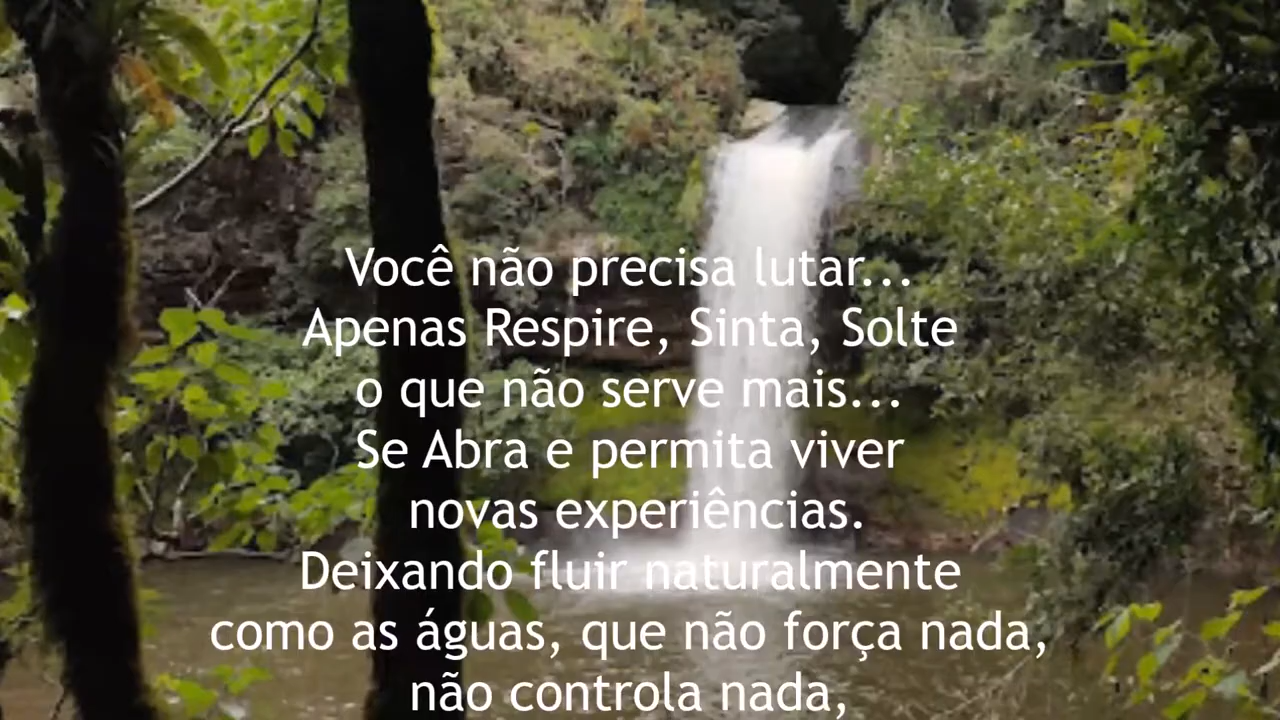 Você não precisa lutar...
Apenas Respire, Sinta, Solte
o que não serve mais...
Se Abra e permita viver
novas experiências.
Deixando fluir naturalmente
como as águas, que não força nada,
não controla nada,